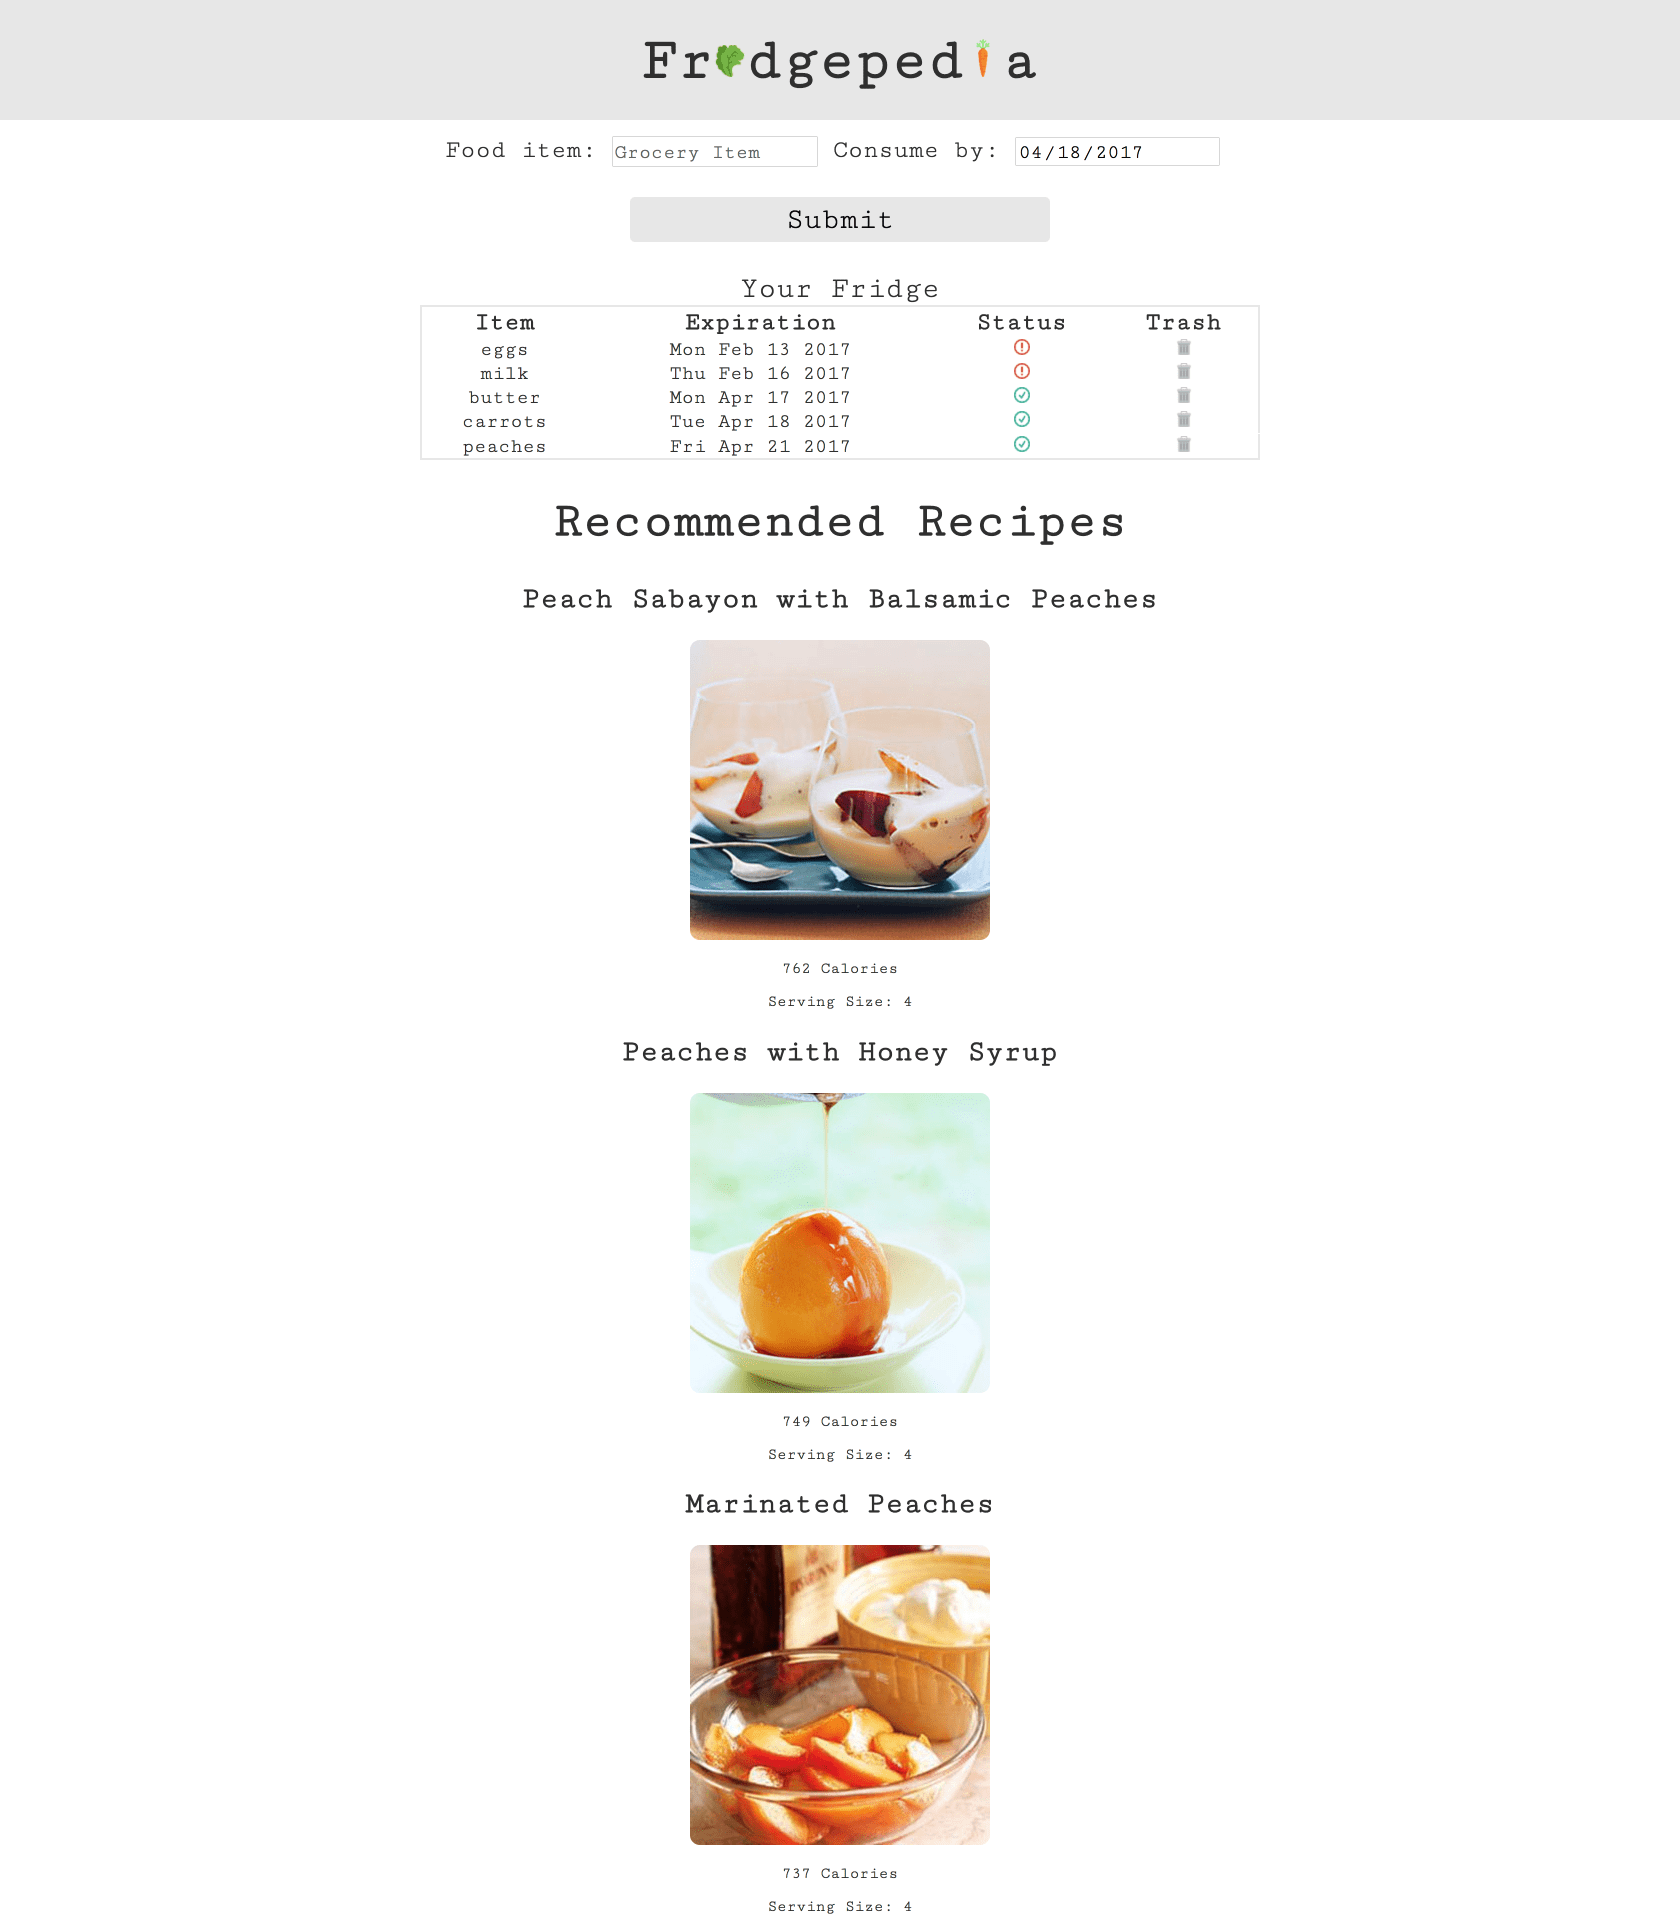 Fridgepedia
Food item: Grocery Item Consume by: 04/18/2017
Submit
Your Fridge
Item Expiration Status Trash
eggs Mon Feb 13 2017
milk Thu Feb 16 2017
butter Mon Apr 17 2017
carrots Tue Apr 18 2017
peaches Fri Apr 21 2017
Recommended Recipes
Peach Sabayon with Balsamic Peaches
762 Calories
Serving Size: 4
Peaches with Honey Syrup
749 Calories
Serving Size: 4
Marinated Peaches
737 Calories
Serving Size: 4